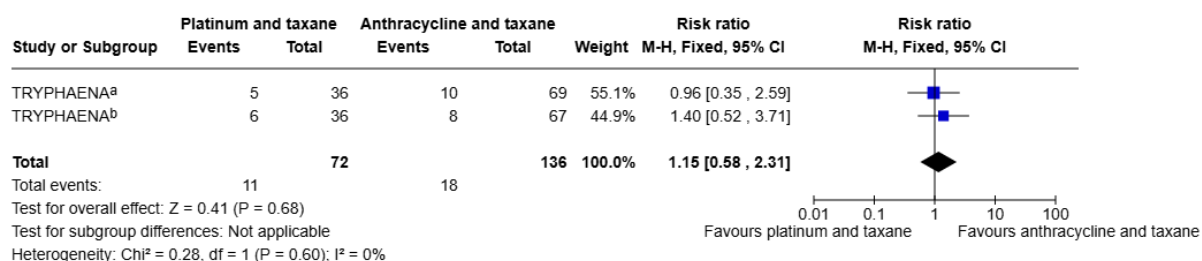 Platinum and taxane Anthracycline and taxane Risk ratio Risk ratio
Study or Subgroup Events Total Events Total Weight M-H, Fixed, 95% CI M-H, Fixed, 95% CI
TRYPHAENAᵃ 5 36 10 69 55.1% 0.96 [0.35 , 2.59]
TRYPHAENAᵇ 6 36 8 67 44.9% 1.40 [0.52 , 3.71]
Total 72 136 100.0% 1.15 [0.58 , 2.31]
Total events: 11 18
Test for overall effect: Z = 0.41 (P = 0.68)
0.01 0.1 1 10 100
Test for subgroup differences: Not applicable
Favours platinum and taxane Favours anthracycline and taxane
Heterogeneity: Chi² = 0.28, df = 1 (P = 0.60); I² = 0%